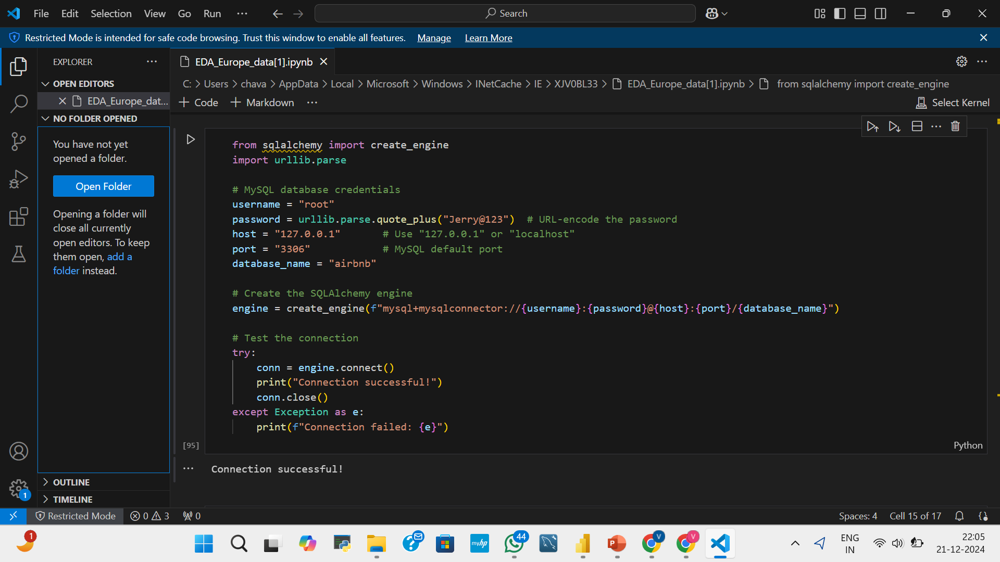 File Edit Selection View Go Run ··· Search
Restricted Mode is intended for safe code browsing. Trust this window to enable all features. Manage Learn More
EXPLORER ···
OPEN EDITORS
EDA_Europe_dat...
NO FOLDER OPENED
You have not yet
opened a folder.
Open Folder
Opening a folder will
close all currently
open editors. To keep
them open, add a
folder instead.
OUTLINE
TIMELINE
EDA_Europe_data[1].ipynb
C: > Users > chava > AppData > Local > Microsoft > Windows > INetCache > IE > XJV0BL33 > EDA_Europe_data[1].ipynb > from sqlalchemy import create_engine
+ Code + Markdown ··· Select Kernel
from sqlalchemy import create_engine
import urllib.parse
# MySQL database credentials
username = "root"
password = urllib.parse.quote_plus("Jerry@123")  # URL-encode the password
host = "127.0.0.1"       # Use "127.0.0.1" or "localhost"
port = "3306"            # MySQL default port
database_name = "airbnb"
# Create the SQLAlchemy engine
engine = create_engine(f"mysql+mysqlconnector://{username}:{password}@{host}:{port}/{database_name}")
# Test the connection
try:
    conn = engine.connect()
    print("Connection successful!")
    conn.close()
except Exception as e:
    print(f"Connection failed: {e}")
[95] Python
··· Connection successful!
1
Restricted Mode 0 3 0 Spaces: 4 Cell 15 of 17
1 myhp 44 P V V ENG
IN
22:05
21-12-2024